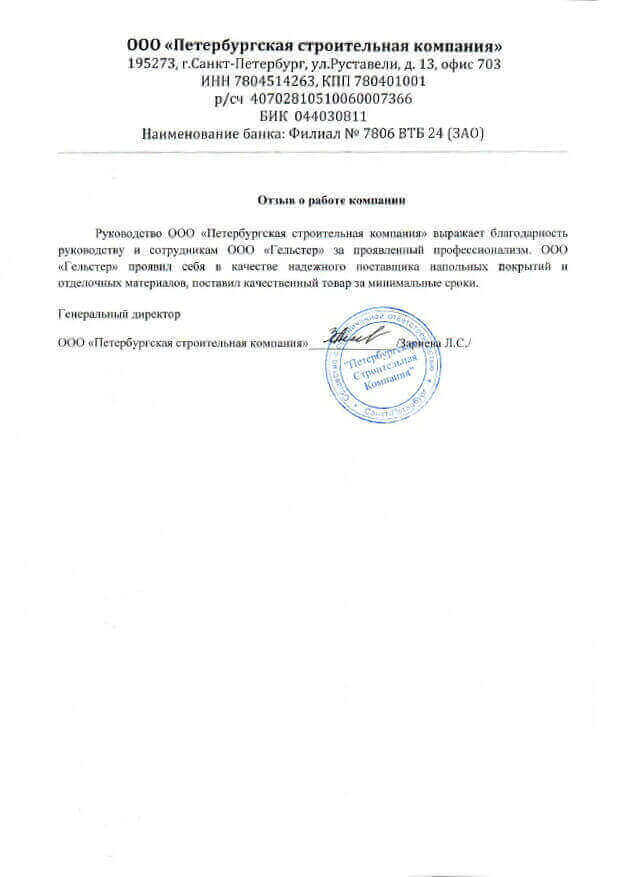 ООО «Петербургская строительная компания»
195273, г.Санкт-Петербург, ул.Руставели, д. 13, офис 703
ИНН 7804514263, КПП 780401001
р/сч 40702810510060007366
БИК 044030811
Наименование банка: Филиал № 7806 ВТБ 24 (ЗАО)
Отзыв о работе компании
Руководство ООО «Петербургская строительная компания» выражает благодарность
руководству и сотрудникам ООО «Гельстер» за проявленный профессионализм. ООО
«Гельстер» проявил себя в качестве надежного поставщика напольных покрытий и
отделочных материалов, поставил качественный товар за минимальные сроки.
Генеральный директор
ООО «Петербургская строительная компания» /Зариева Л.С./
"Петербургская
Строительная
Компания"
Санкт-Петербург